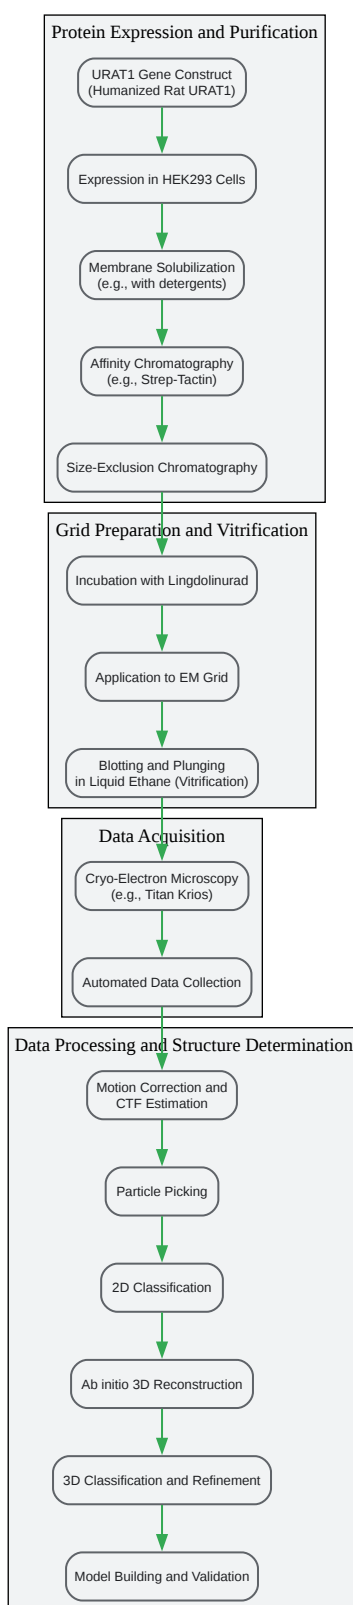 Protein Expression and Purification
URAT1 Gene Construct
(Humanized Rat URAT1)
Expression in HEK293 Cells
Membrane Solubilization
(e.g., with detergents)
Affinity Chromatography
(e.g., Strep-Tactin)
Size-Exclusion Chromatography
Grid Preparation and Vitrification
Incubation with Lingdolinurad
Application to EM Grid
Blotting and Plunging
in Liquid Ethane (Vitrification)
Data Acquisition
Cryo-Electron Microscopy
(e.g., Titan Krios)
Automated Data Collection
Data Processing and Structure Determination
Motion Correction and
CTF Estimation
Particle Picking
2D Classification
Ab initio 3D Reconstruction
3D Classification and Refinement
Model Building and Validation